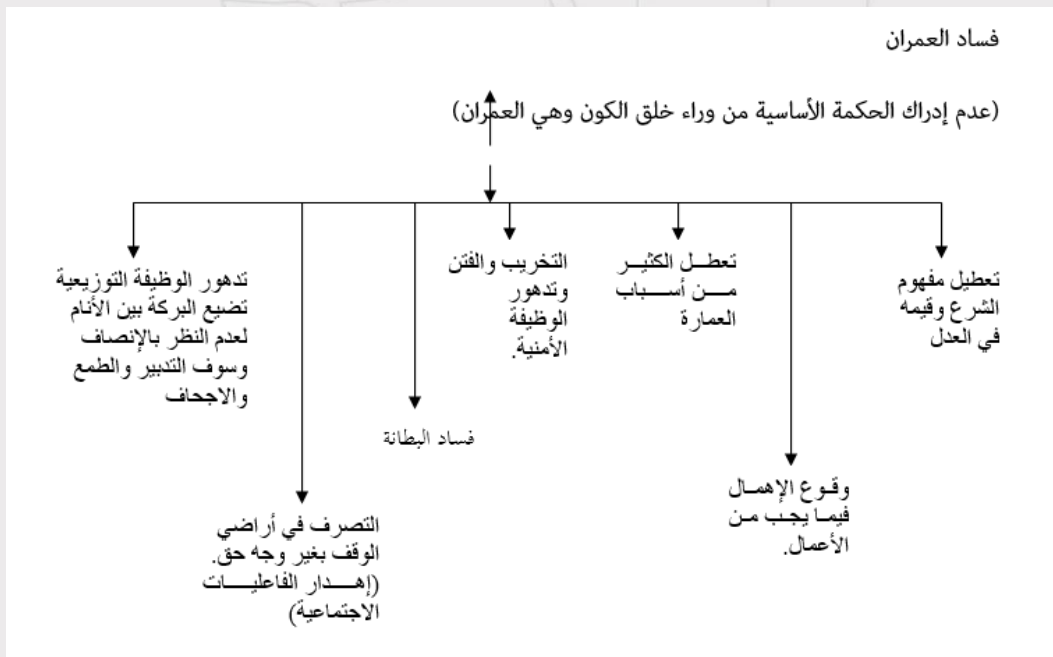 فساد العمران
(عدم إدراك الحكمة الأساسية من وراء خلق الكون وهي العمران)
تعطيل مفهوم
الشرع وقيمه
في العدل
وقوع الإهمال
فيما يجب من
الأعمال.
تعطل الكثير
من أسباب
العمارة
التخريب والفتن
وتدهور
الوظيفة
الأمنية.
فساد البطانة
التصرف في أراضي
الوقف بغير وجه حق.
(إهدار الفاعليات
الاجتماعية)
تدهور الوظيفة التوزيعية
تضيع البركة بين الأنام
لعدم النظر بالإنصاف
وسوف التدبير والطمع
والاجحاف